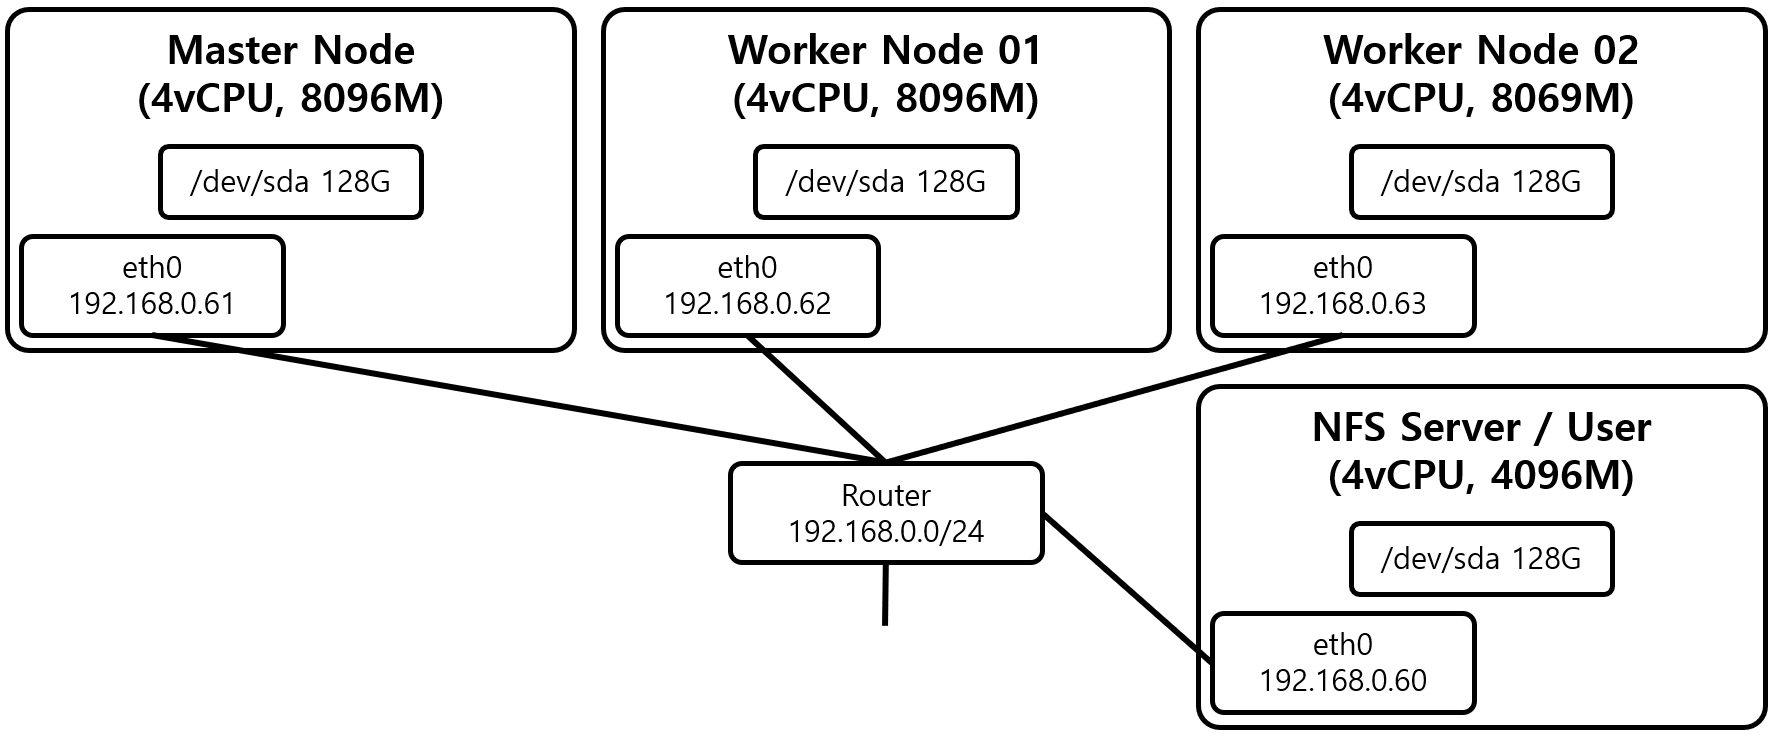 Master Node
(4vCPU, 8096M)
/dev/sda 128G
eth0
192.168.0.61
Worker Node 01
(4vCPU, 8096M)
/dev/sda 128G
eth0
192.168.0.62
Worker Node 02
(4vCPU, 8069M)
/dev/sda 128G
eth0
192.168.0.63
Router
192.168.0.0/24
NFS Server / User
(4vCPU, 4096M)
/dev/sda 128G
eth0
192.168.0.60